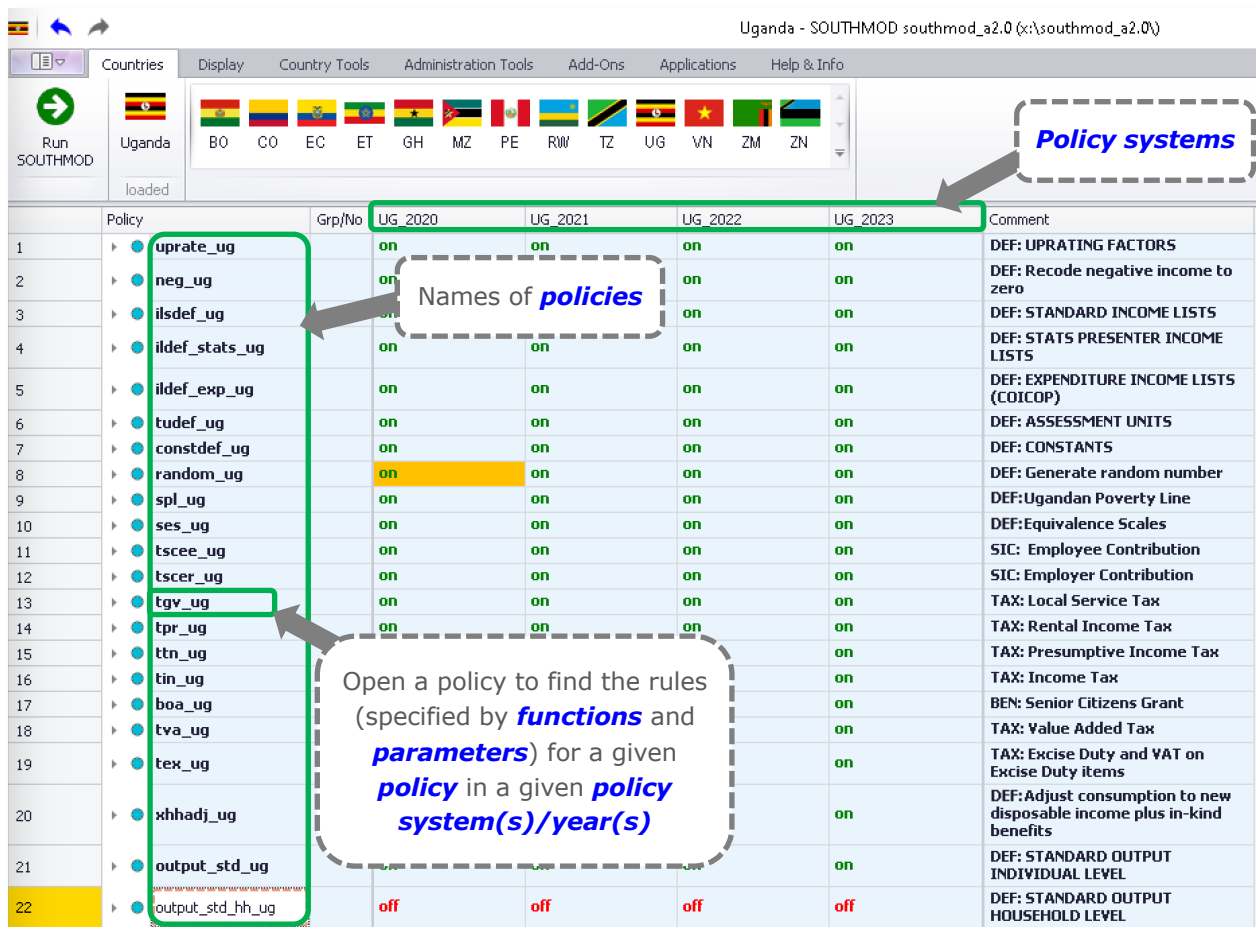 Uganda - SOUTHMOD southmod_a2.0 (x:\southmod_a2.0\)
Countries Display Country Tools Administration Tools Add-Ons Applications Help & Info
Run SOUTHMOD
Uganda
loaded
BO CO EC ET GH MZ PE RW TZ UG VN ZM ZN
Policy systems
Policy Grp/No UG_2020 UG_2021 UG_2022 UG_2023 Comment
1 uprate_ug on on on on DEF: UPRATING FACTORS
2 neg_ug on on DEF: Recode negative income to
zero
Names of policies
3 ilsdef_ug on on DEF: STANDARD INCOME LISTS
4 ildef_stats_ug on on on on DEF: STATS PRESENTER INCOME
LISTS
5 ildef_exp_ug on on on on DEF: EXPENDITURE INCOME LISTS
(COICOP)
6 tudef_ug on on on on DEF: ASSESSMENT UNITS
7 constdef_ug on on on on DEF: CONSTANTS
8 random_ug on on on on DEF: Generate random number
9 spl_ug on on on on DEF:Ugandan Poverty Line
10 ses_ug on on on on DEF:Equivalence Scales
11 tscee_ug on on on on SIC: Employee Contribution
12 tscer_ug on on on on SIC: Employer Contribution
13 tgv_ug on on on on TAX: Local Service Tax
14 tpr_ug on on on on TAX: Rental Income Tax
15 ttn_ug on TAX: Presumptive Income Tax
16 tin_ug on TAX: Income Tax
17 boa_ug on BEN: Senior Citizens Grant
18 tva_ug on TAX: Value Added Tax
19 tex_ug on TAX: Excise Duty and VAT on
Excise Duty items
20 xhhadj_ug on DEF:Adjust consumption to new
disposable income plus in-kind
benefits
Open a policy to find the rules
(specified by functions and
parameters) for a given
policy in a given policy
system(s)/year(s)
21 output_std_ug on DEF: STANDARD OUTPUT
INDIVIDUAL LEVEL
22 output_std_hh_ug off off off off DEF: STANDARD OUTPUT
HOUSEHOLD LEVEL